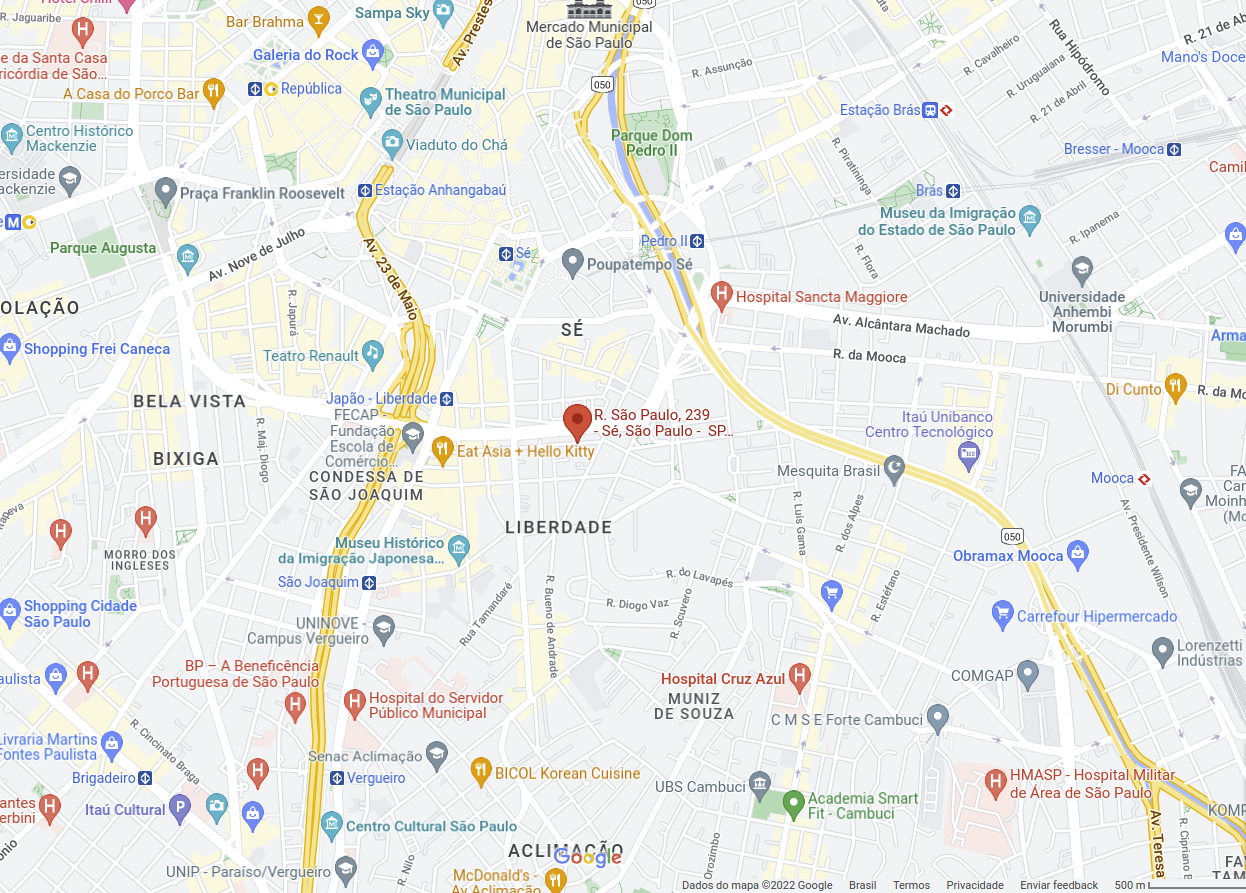 R. Jaguaribe
Hotel Chilli
Bar Brahma
Sampa Sky
Av. Prestes
Mercado Municipal
de São Paulo
050
Rua Hipódromo
R. 21 de Ab
R. Cavalheiro
Mano's Doce
R. Uruguaiana
R. 21 de Abril
R. Assunção
e da Santa Casa
ricórdia de São...
Galeria do Rock
A Casa do Porco Bar
República
Theatro Municipal
de São Paulo
050
Estação Brás
Centro Histórico
Mackenzie
Viaduto do Chá
Parque Dom
Pedro II
R. Piratininga
Bresser - Mooca
Camil
versidade
ackenzie
Praça Franklin Roosevelt
Estação Anhangabaú
Brás
Museu da Imigração
do Estado de São Paulo
R. Ipanema
e
M
Parque Augusta
Av. Nove de Julho
Av. 23 de Maio
Sé
Pedro II
Poupatempo Sé
R. Flora
Universidade
Anhembi
Morumbi
OLAÇÃO
R. Japurá
Hospital Sancta Maggiore
Av. Alcântara Machado
SÉ
Arma
Shopping Frei Caneca
Teatro Renault
R. da Mooca
Di Cunto
R. da Mo
BELA VISTA
Japão - Liberdade
FECAP -
Fundação
Escola de
Comércio...
R. São Paulo, 239
- Sé, São Paulo - SP...
Itaú Unibanco
Centro Tecnológico
R. Maj. Diogo
BIXIGA
Eat Asia + Hello Kitty
Mesquita Brasil
Mooca
CONDESSA DE
SÃO JOAQUIM
FA
Car
Moinh
(Mo
R. Luís Gama
R. dos Alpes
Av. Presidente Wilson
LIBERDADE
050
MORRO DOS
INGLESES
Museu Histórico
da Imigração Japonesa...
Obramax Mooca
São Joaquim
R. do Lavapés
R. Estéfano
Shopping Cidade
São Paulo
Rua Tamandaré
R. Bueno de Andrade
R. Diogo Vaz
R. Scuvero
Carrefour Hipermercado
UNINOVE -
Campus Vergueiro
Lorenzetti
Indústrias
aulista
BP – A Beneficência
Portuguesa de São Paulo
Hospital Cruz Azul
COMGAP
Hospital do Servidor
Público Municipal
MUNIZ
DE SOUZA
C M S E Forte Cambuci
Livraria Martins
Fontes Paulista
R. Cincinato Braga
Senac Aclimação
Brigadeiro
Vergueiro
BICOL Korean Cuisine
UBS Cambuci
HMASP - Hospital Militar
de Área de São Paulo
antes
erbini
Itaú Cultural
P
Academia Smart
Fit - Cambuci
Centro Cultural São Paulo
KOMP
Av. Teresa
R. Cipriano
ACLIMAÇÃO
Google
R. Nilo
Orozimbo
UNIP - Paraíso/Vergueiro
McDonald's -
Av Aclimação
FA
TAM
Dados do mapa ©2022 Google Brasil Termos Privacidade Enviar feedback 500 m